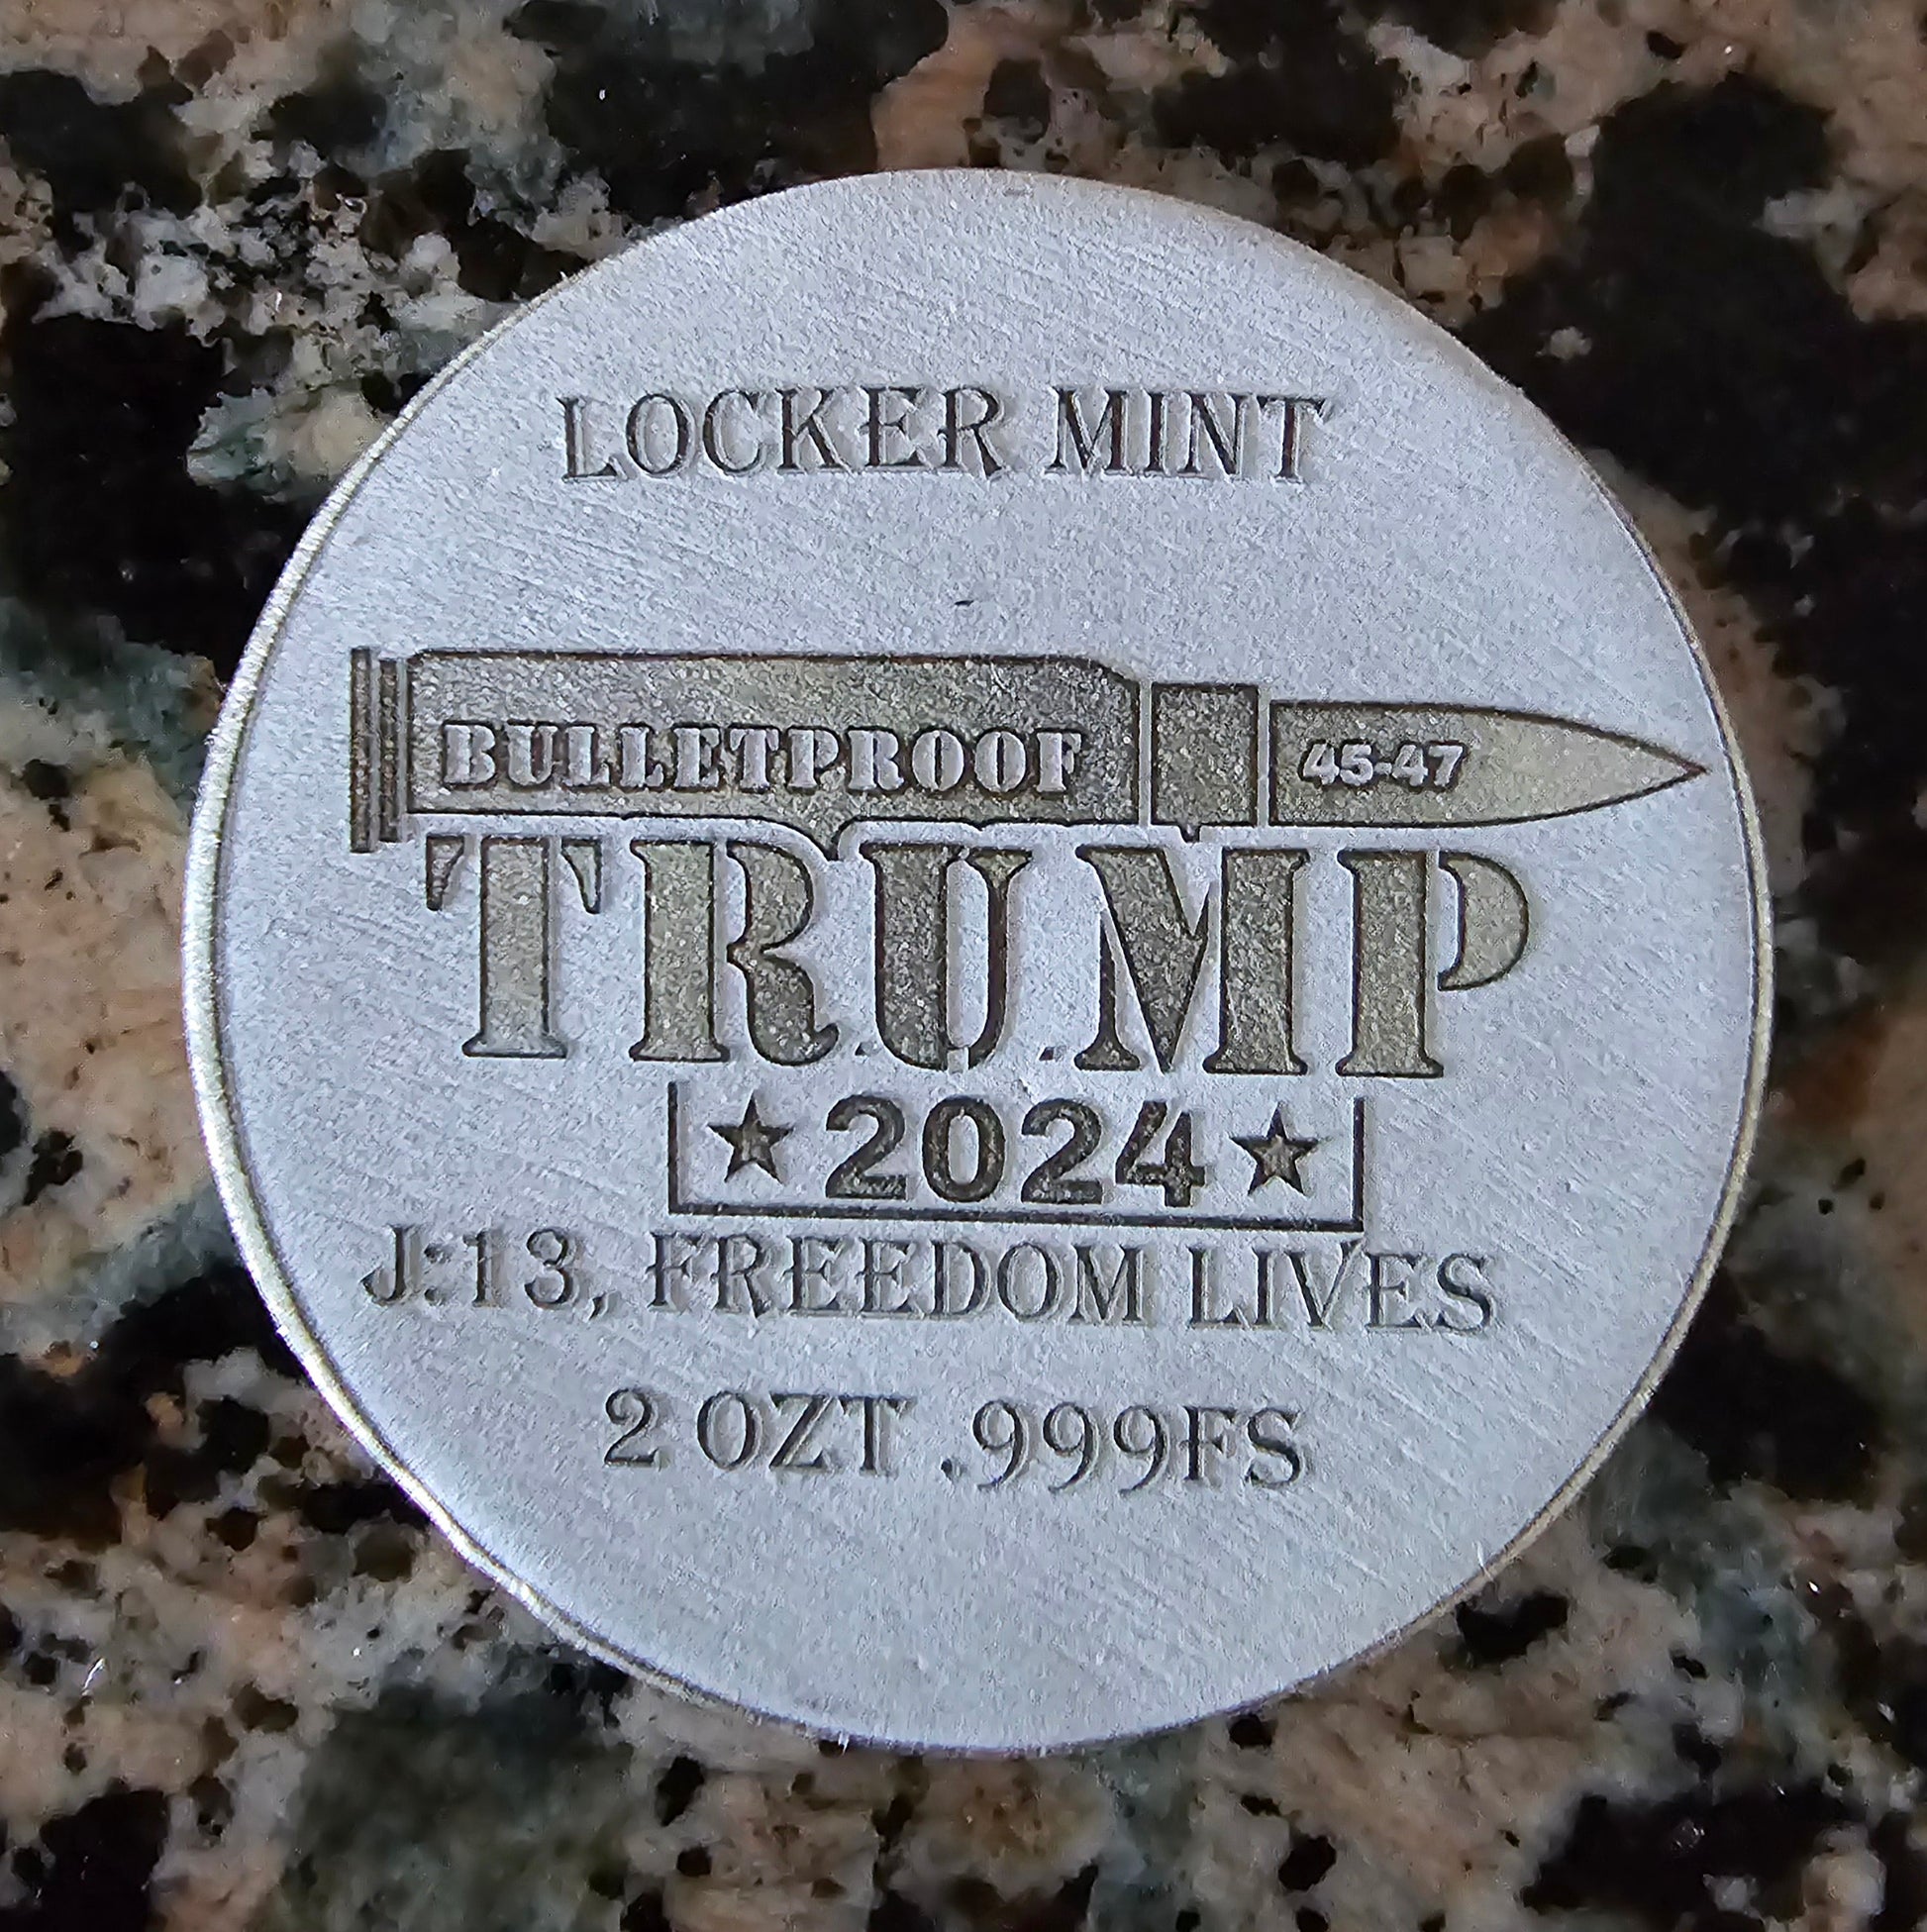 LOCKER MINT
BULLETPROOF 45-47
TRUMP
★ 2024 ★
J:13, FREEDOM LIVES
2 OZT .999FS